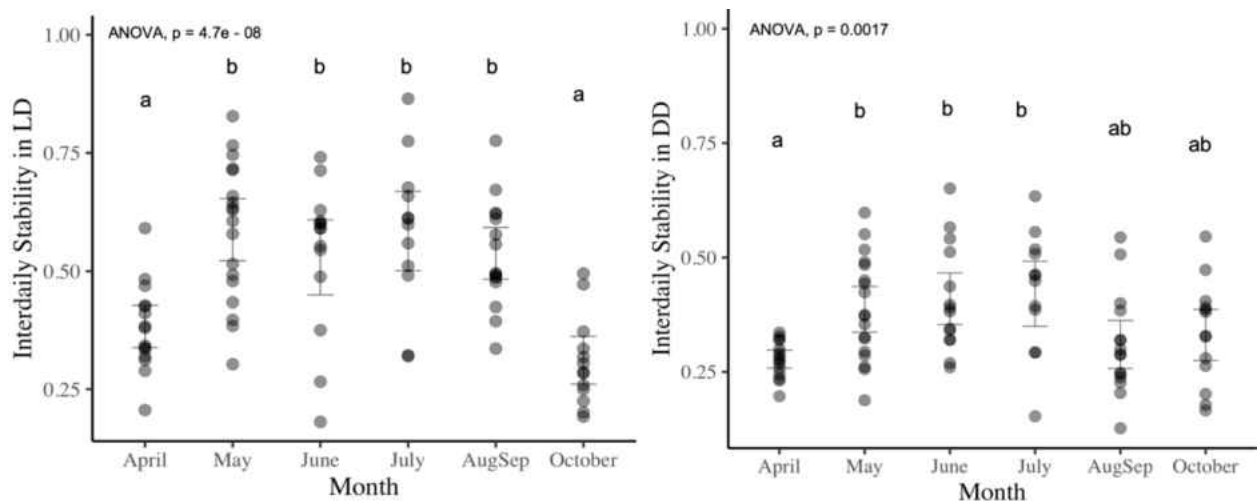 ANOVA, p = 4.7e - 08
a b b b b a
1.00
0.75
0.50
0.25
Interdaily Stability in LD
April May June July AugSep October
Month
ANOVA, p = 0.0017
a b b b ab ab
1.00
0.75
0.50
0.25
Interdaily Stability in DD
April May June July AugSep October
Month